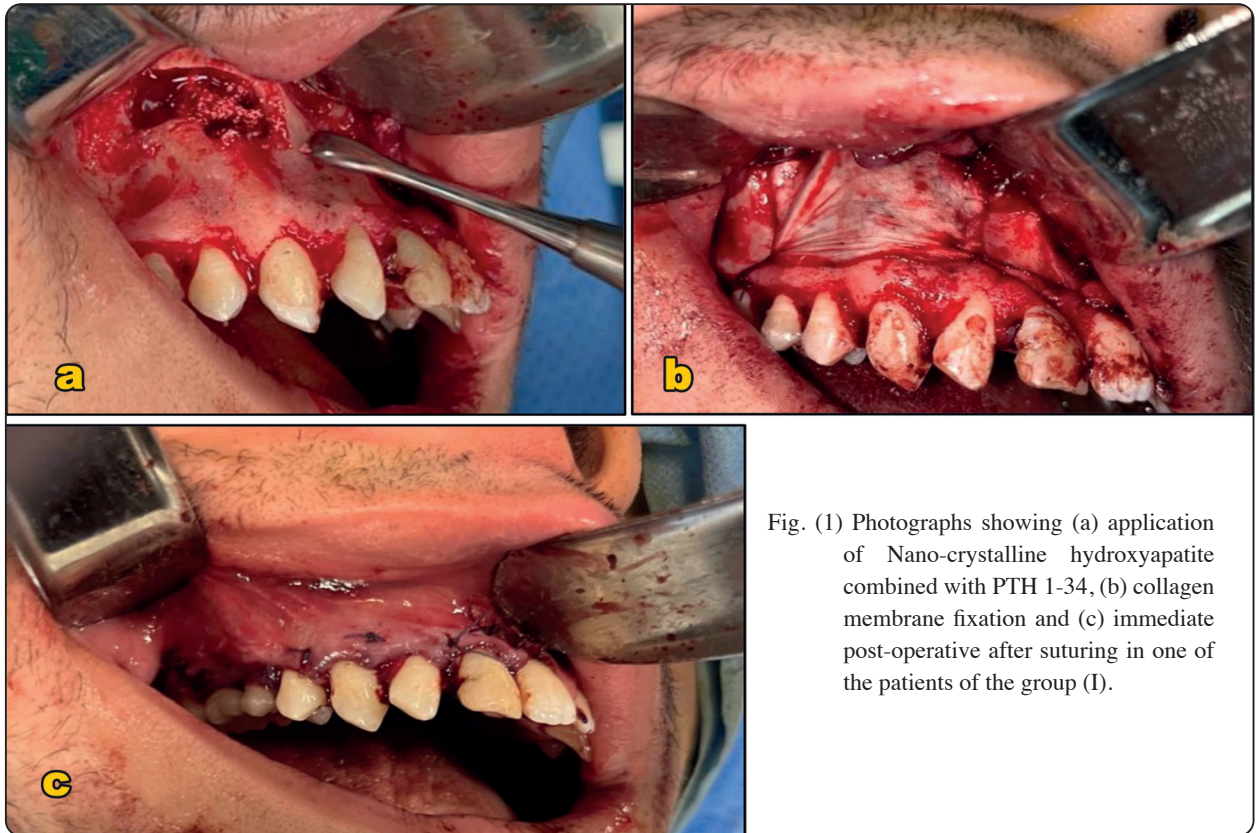 a
b
c
Fig. (1) Photographs showing (a) application
of Nano-crystalline hydroxyapatite
combined with PTH 1-34, (b) collagen
membrane fixation and (c) immediate
post-operative after suturing in one of
the patients of the group (I).